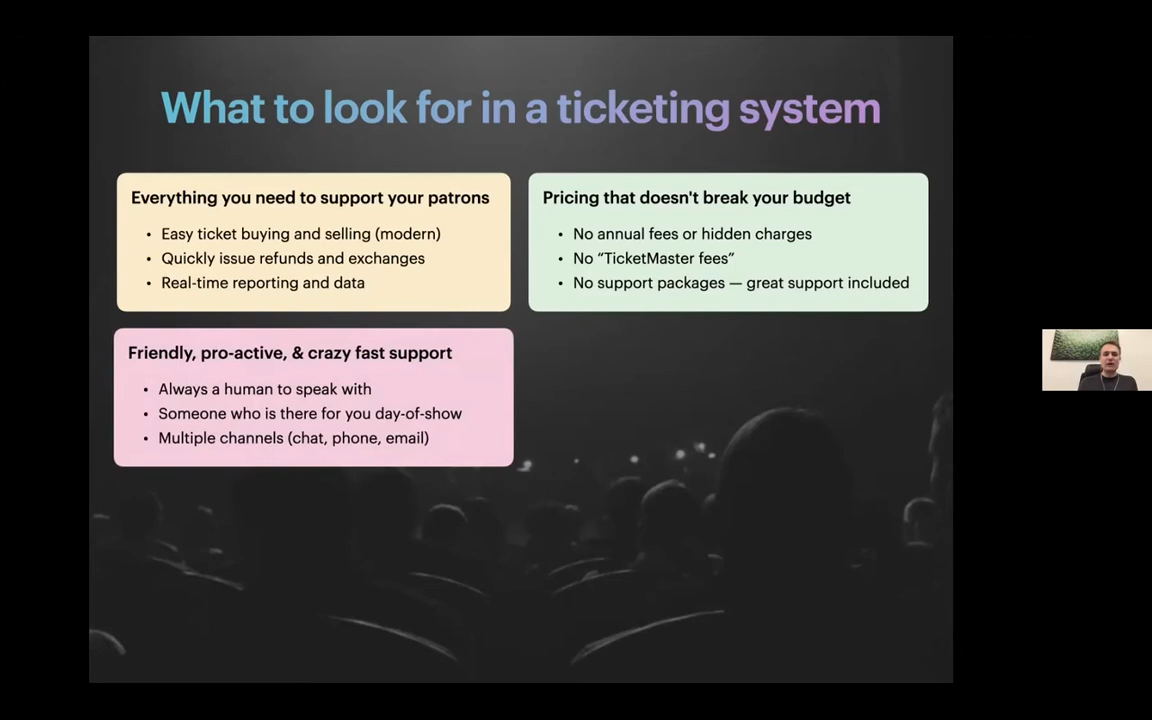 What to look for in a ticketing system
Everything you need to support your patrons
• Easy ticket buying and selling (modern)
• Quickly issue refunds and exchanges
• Real-time reporting and data
Pricing that doesn't break your budget
• No annual fees or hidden charges
• No “TicketMaster fees”
• No support packages — great support included
Friendly, pro-active, & crazy fast support
• Always a human to speak with
• Someone who is there for you day-of-show
• Multiple channels (chat, phone, email)